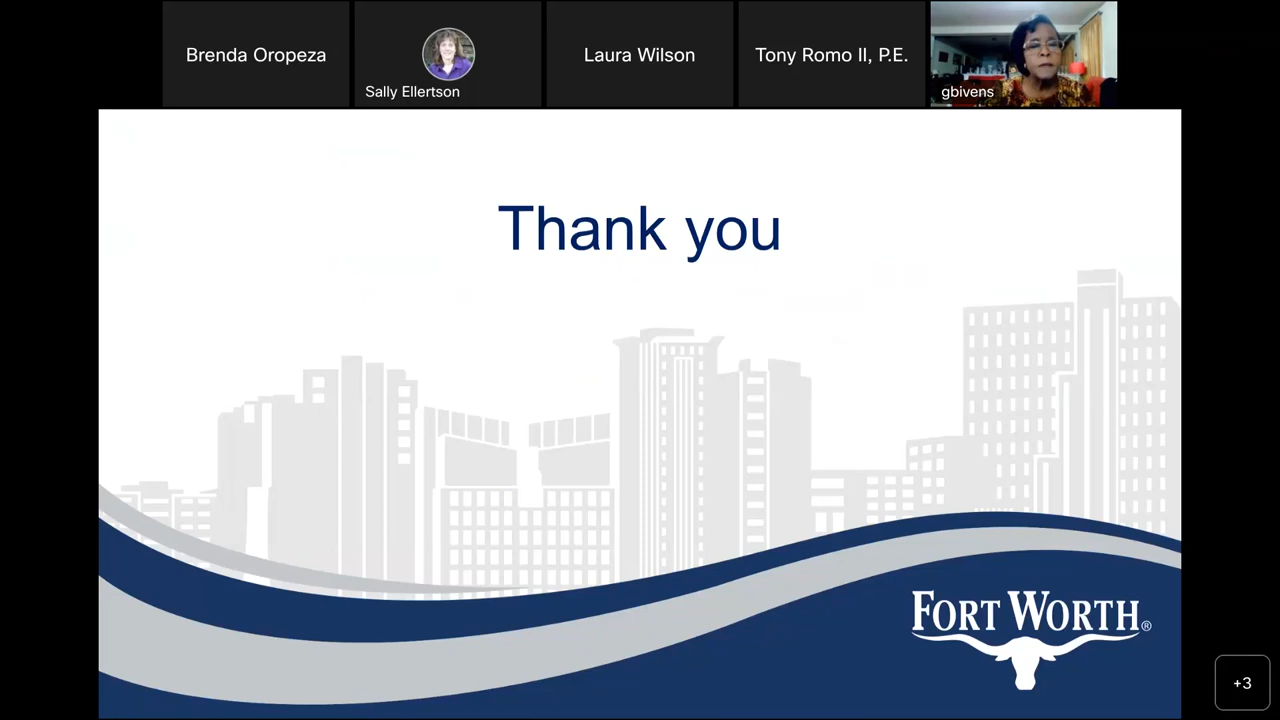 Brenda Oropeza
Sally Ellertson
Laura Wilson
Tony Romo II, P.E.
gbivens
Thank you
FORT WORTH®
+3